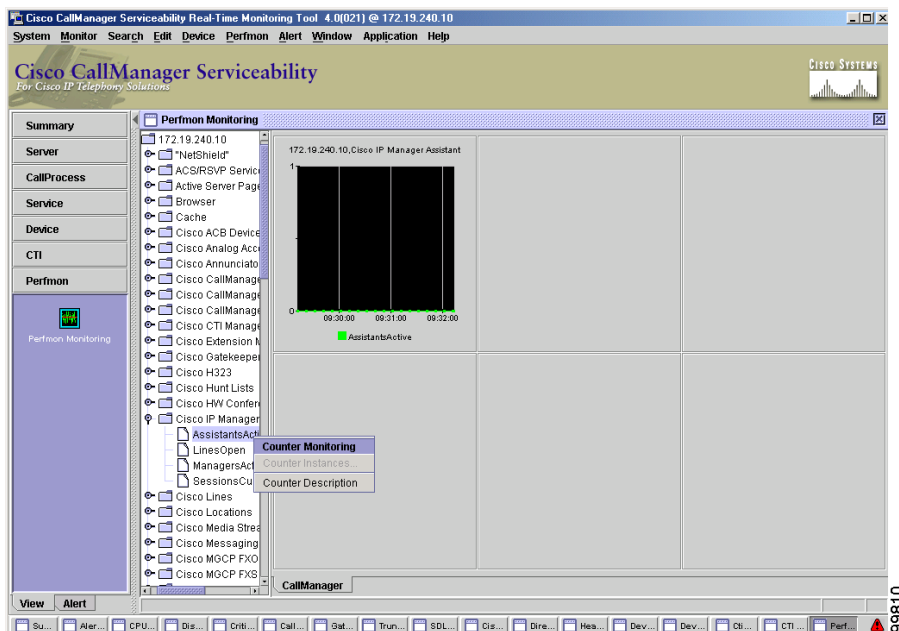 Cisco CallManager Serviceability Real-Time Monitoring Tool 4.0(021) @ 172.19.240.10
System Monitor Search Edit Device Perfmon Alert Window Application Help
Cisco CallManager Serviceability
For Cisco IP Telephony Solutions
CISCO SYSTEMS
Summary
Server
CallProcess
Service
Device
CTI
Perfmon
Perfmon Monitoring
View Alert
Perfmon Monitoring
172.19.240.10
"NetShield"
ACS/RSVP Servic
Active Server Page
Browser
Cache
Cisco ACB Device
Cisco Analog Acce
Cisco Annunciato
Cisco CallManage
Cisco CallManage
Cisco CallManage
Cisco CTI Manage
Cisco Extension M
Cisco Gatekeeper
Cisco H323
Cisco Hunt Lists
Cisco HW Confere
Cisco IP Manager
AssistantsActi
LinesOpen
ManagersAct
SessionsCu
Cisco Lines
Cisco Locations
Cisco Media Strea
Cisco Messaging
Cisco MGCP FXO
Cisco MGCP FXS
Counter Monitoring
Counter Instances...
Counter Description
172.19.240.10,Cisco IP Manager Assistant
1
0
09:30:00 09:31:00 09:32:00
AssistantsActive
CallManager
Su... Aler... CPU... Dis... Criti... Call... Gat... Trun... SDL... Cis... Dire... Hea... Dev... Dev... Cti... CTI ... Perf...
99810